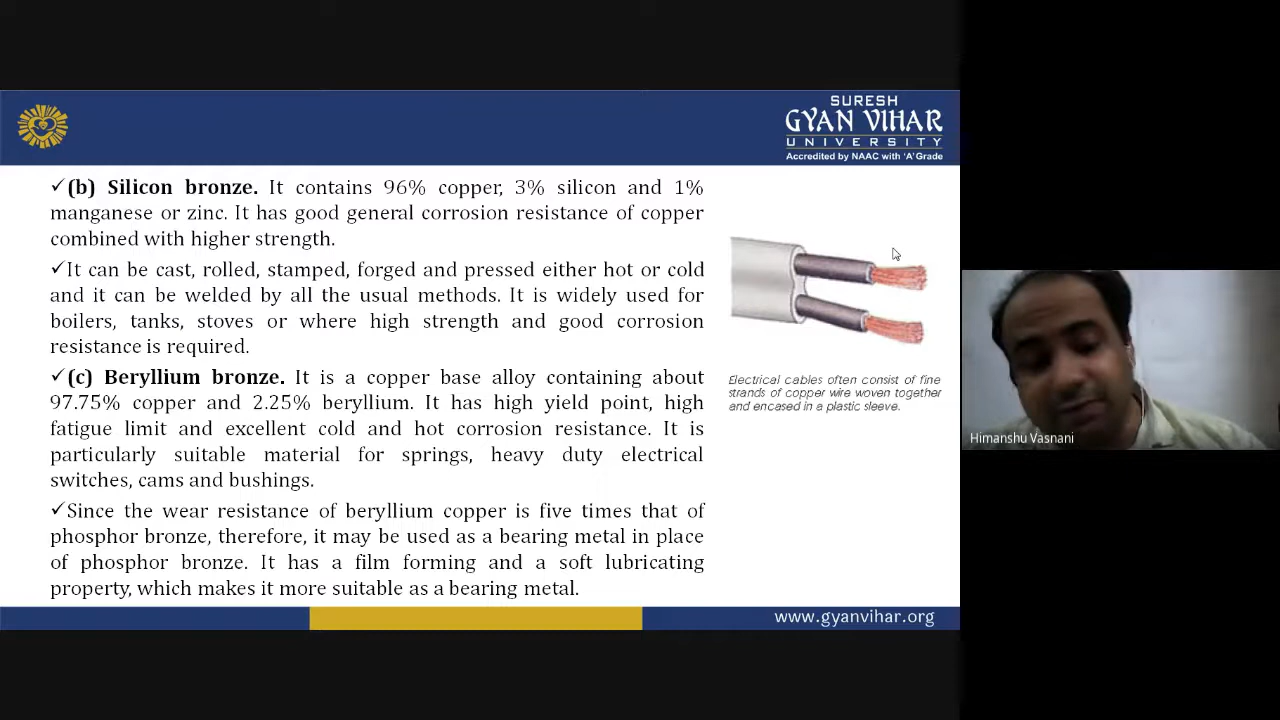 SURESH
GYAN VIHAR
UNIVERSITY
Accredited by NAAC with 'A' Grade
✓(b) Silicon bronze. It contains 96% copper, 3% silicon and 1%
manganese or zinc. It has good general corrosion resistance of copper
combined with higher strength.
✓It can be cast, rolled, stamped, forged and pressed either hot or cold
and it can be welded by all the usual methods. It is widely used for
boilers, tanks, stoves or where high strength and good corrosion
resistance is required.
✓(c) Beryllium bronze. It is a copper base alloy containing about
97.75% copper and 2.25% beryllium. It has high yield point, high
fatigue limit and excellent cold and hot corrosion resistance. It is
particularly suitable material for springs, heavy duty electrical
switches, cams and bushings.
✓Since the wear resistance of beryllium copper is five times that of
phosphor bronze, therefore, it may be used as a bearing metal in place
of phosphor bronze. It has a film forming and a soft lubricating
property, which makes it more suitable as a bearing metal.
Electrical cables often consist of fine
strands of copper wire woven together
and encased in a plastic sleeve.
Himanshu Vasnani
www.gyanvihar.org